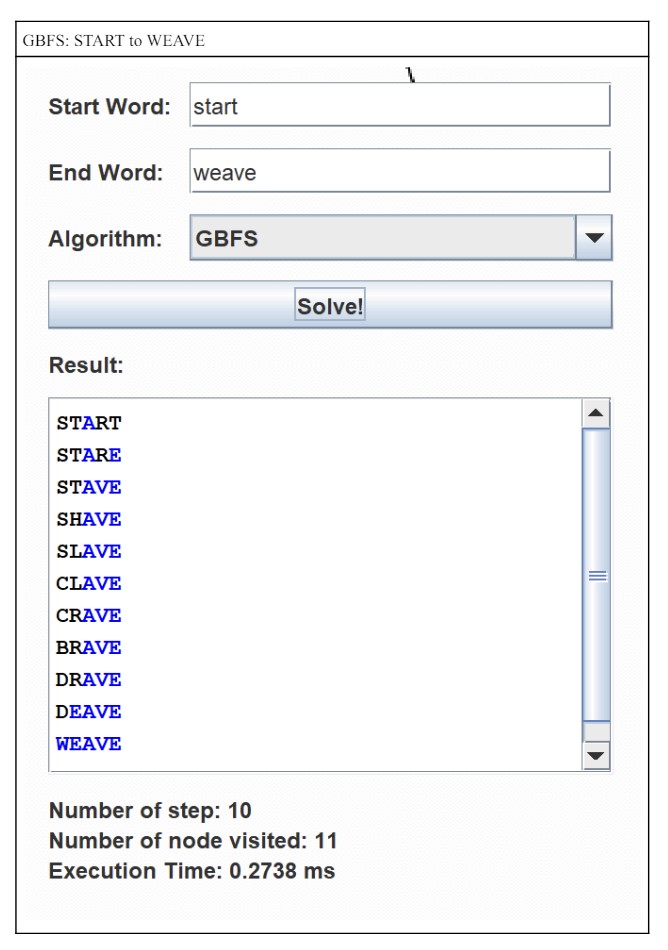 GBFS: START to WEAVE
Start Word: start
End Word: weave
Algorithm: GBFS
Solve!
Result:
START
STARE
STAVE
SHAVE
SLAVE
CLAVE
CRAVE
BRAVE
DRAVE
DEAVE
WEAVE
Number of step: 10
Number of node visited: 11
Execution Time: 0.2738 ms